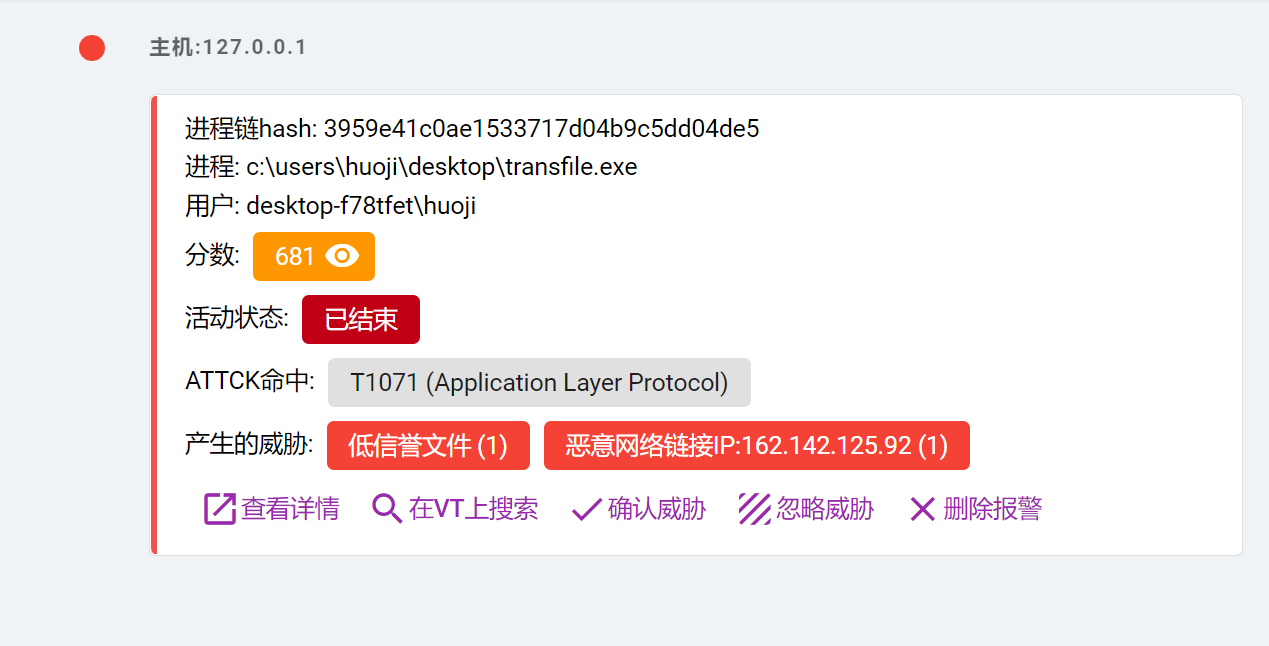 主机:127.0.0.1
进程链hash: 3959e41c0ae1533717d04b9c5dd04de5
进程: c:\users\huoji\desktop\transfile.exe
用户: desktop-f78tfet\huoji
分数: 681
活动状态: 已结束
ATTCK命中: T1071 (Application Layer Protocol)
产生的威胁: 低信誉文件 (1) 恶意网络链接IP:162.142.125.92 (1)
查看详情 在VT上搜索 确认威胁 忽略威胁 删除报警